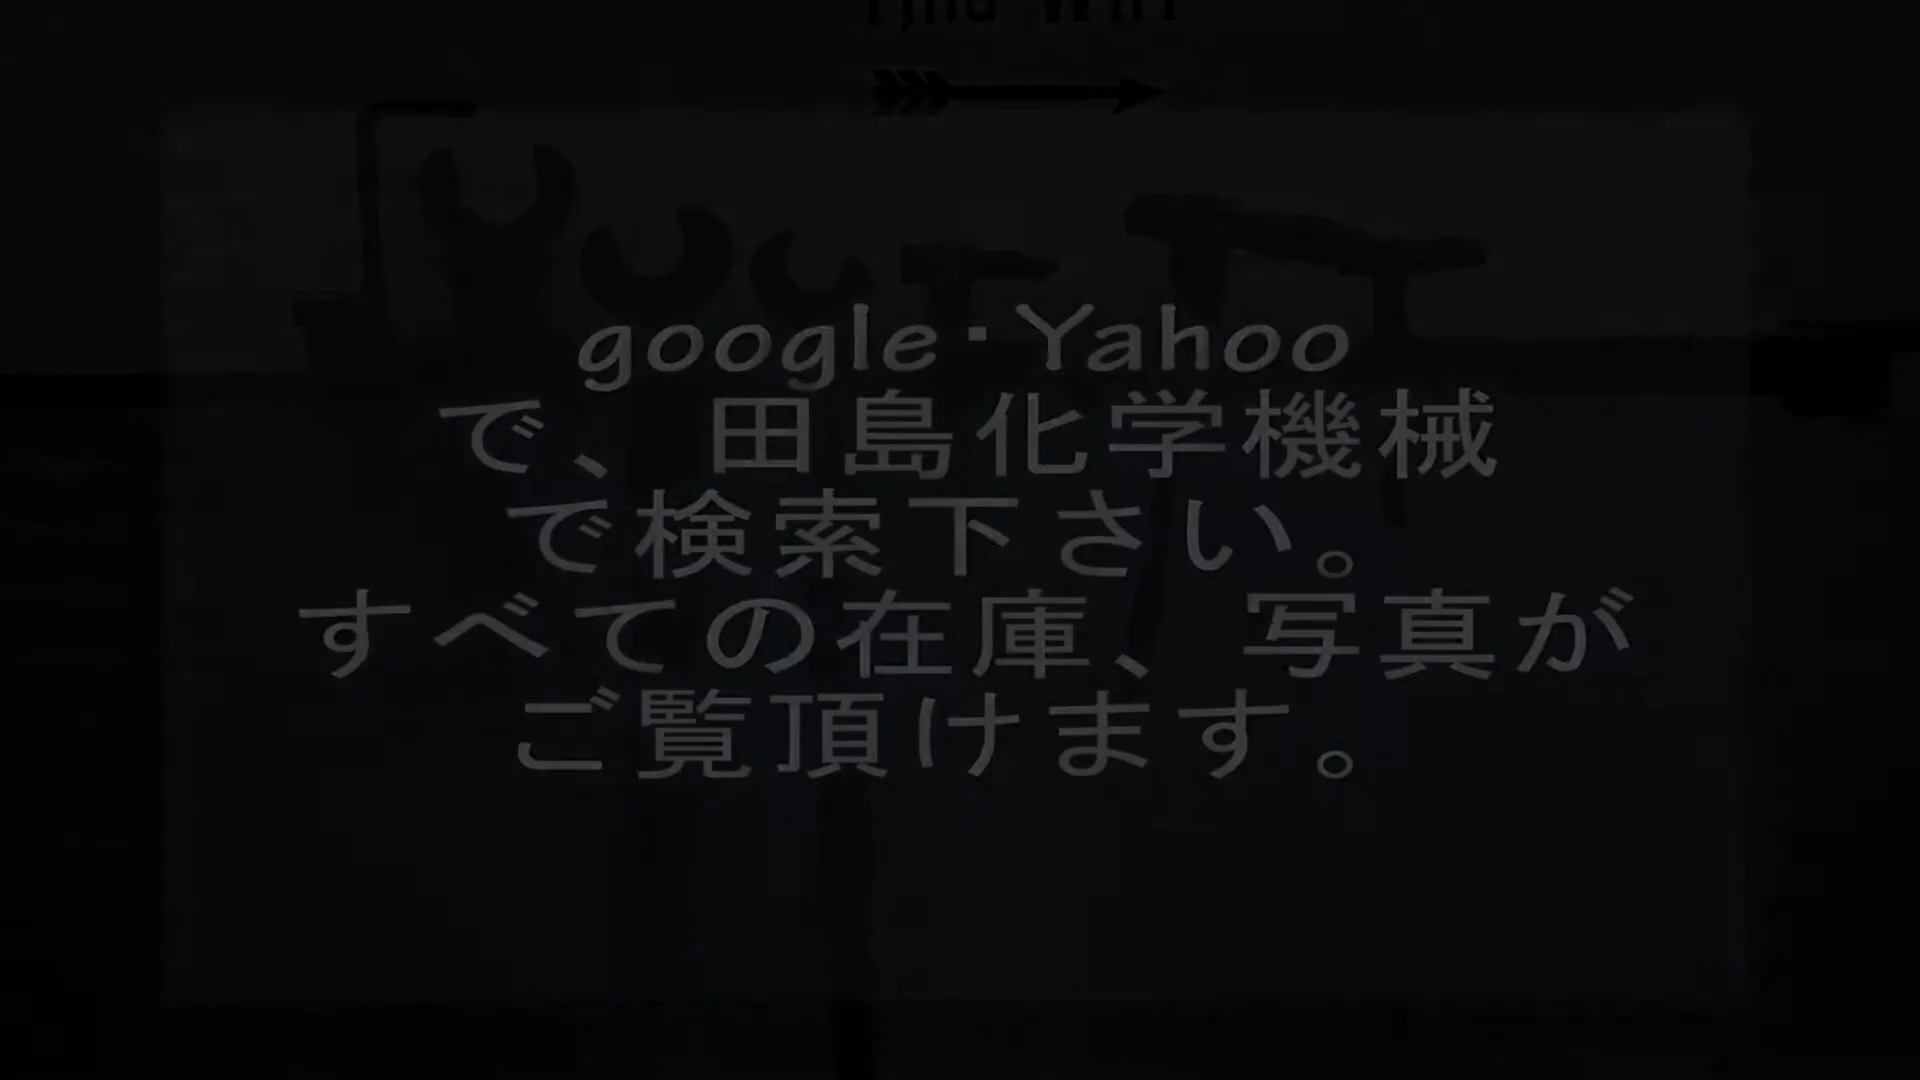 google・Yahoo
で、田島化学機械
で検索下さい。
すべての在庫、写真が
ご覧頂けます。